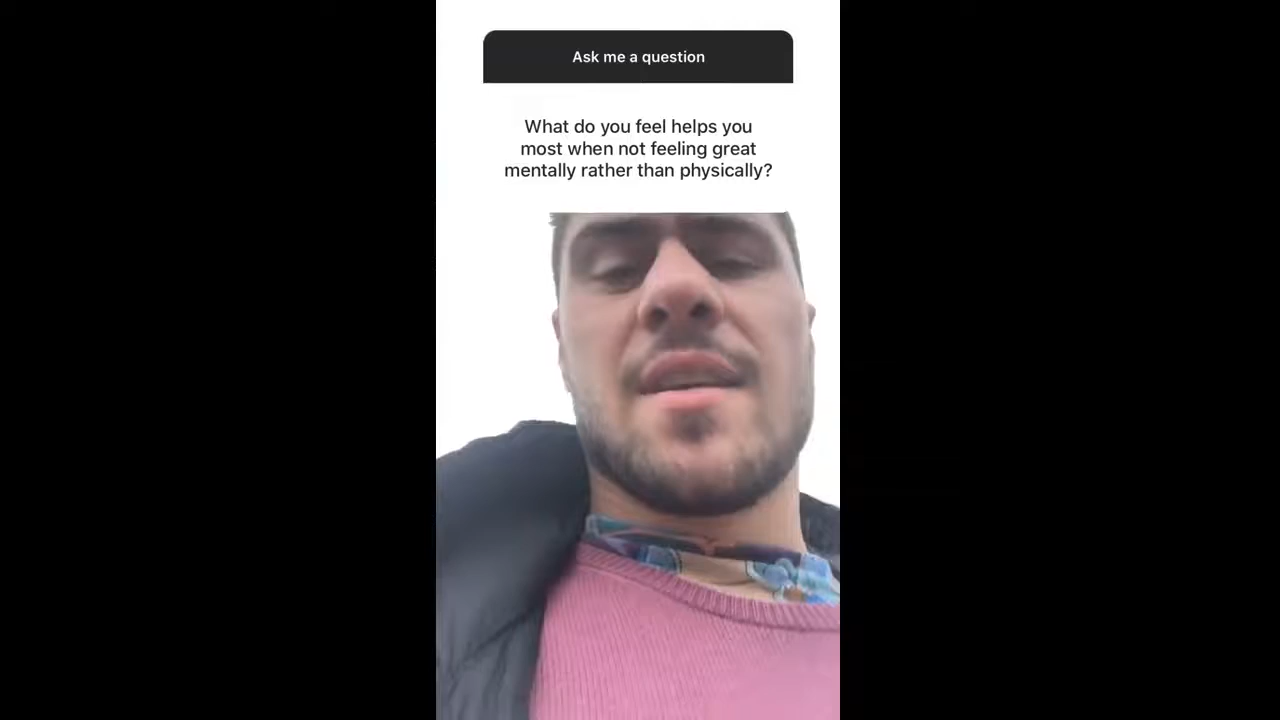 Ask me a question
What do you feel helps you
most when not feeling great
mentally rather than physically?